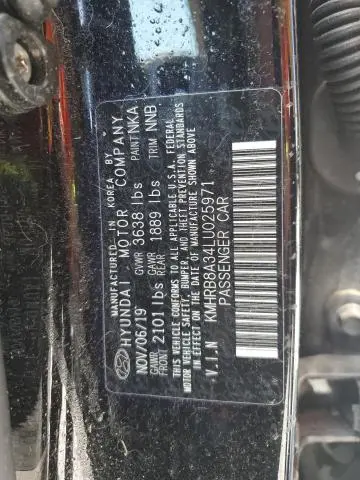 MANUFACTURED IN KOREA BY
HYUNDAI MOTOR COMPANY
NOV/06/19 GVWR 3638 lbs PAINT NKA
GAWR FRONT 2101 lbs GAWR REAR 1889 lbs TRIM NNB
THIS VEHICLE CONFORMS TO ALL APPLICABLE U.S.A. FEDERAL
MOTOR VEHICLE SAFETY, BUMPER, AND THEFT PREVENTION STANDARDS
IN EFFECT ON THE DATE OF MANUFACTURE SHOWN ABOVE.
V.I.N KMHRB8A34LU025971
PASSENGER CAR